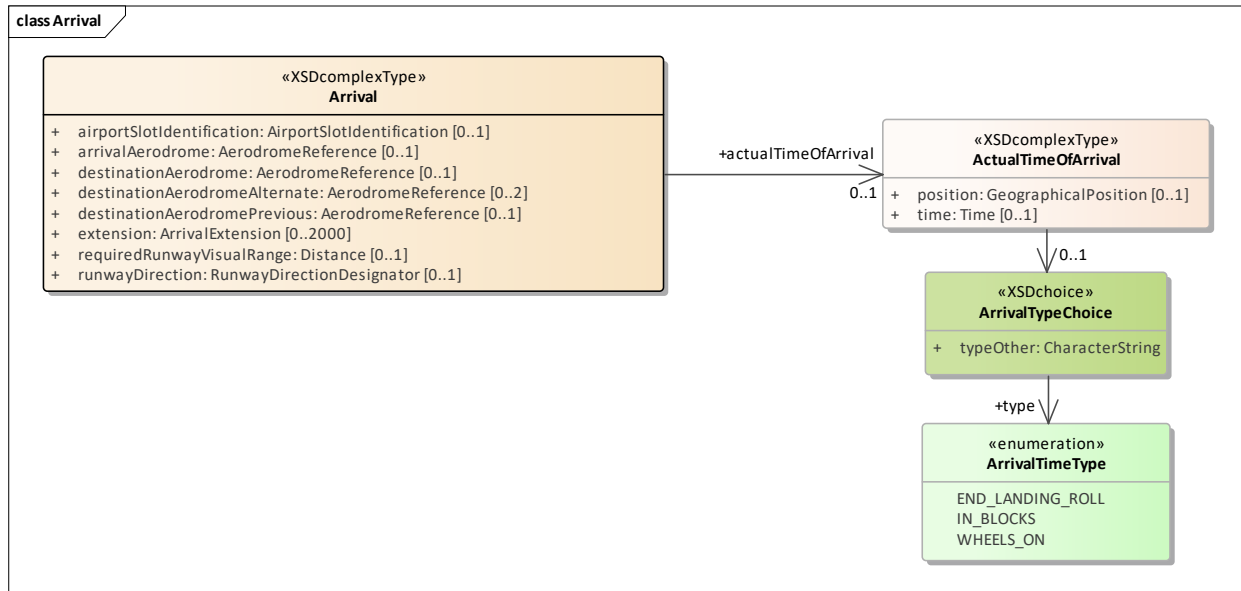 class Arrival
«XSDcomplexType»
Arrival
+ airportSlotIdentification: AirportSlotIdentification [0..1]
+ arrivalAerodrome: AerodromeReference [0..1]
+ destinationAerodrome: AerodromeReference [0..1]
+ destinationAerodromeAlternate: AerodromeReference [0..2]
+ destinationAerodromePrevious: AerodromeReference [0..1]
+ extension: ArrivalExtension [0..2000]
+ requiredRunwayVisualRange: Distance [0..1]
+ runwayDirection: RunwayDirectionDesignator [0..1]
+actualTimeOfArrival
0..1
«XSDcomplexType»
ActualTimeOfArrival
+ position: GeographicalPosition [0..1]
+ time: Time [0..1]
0..1
«XSDchoice»
ArrivalTypeChoice
+ typeOther: CharacterString
+type
«enumeration»
ArrivalTimeType
END_LANDING_ROLL
IN_BLOCKS
WHEELS_ON